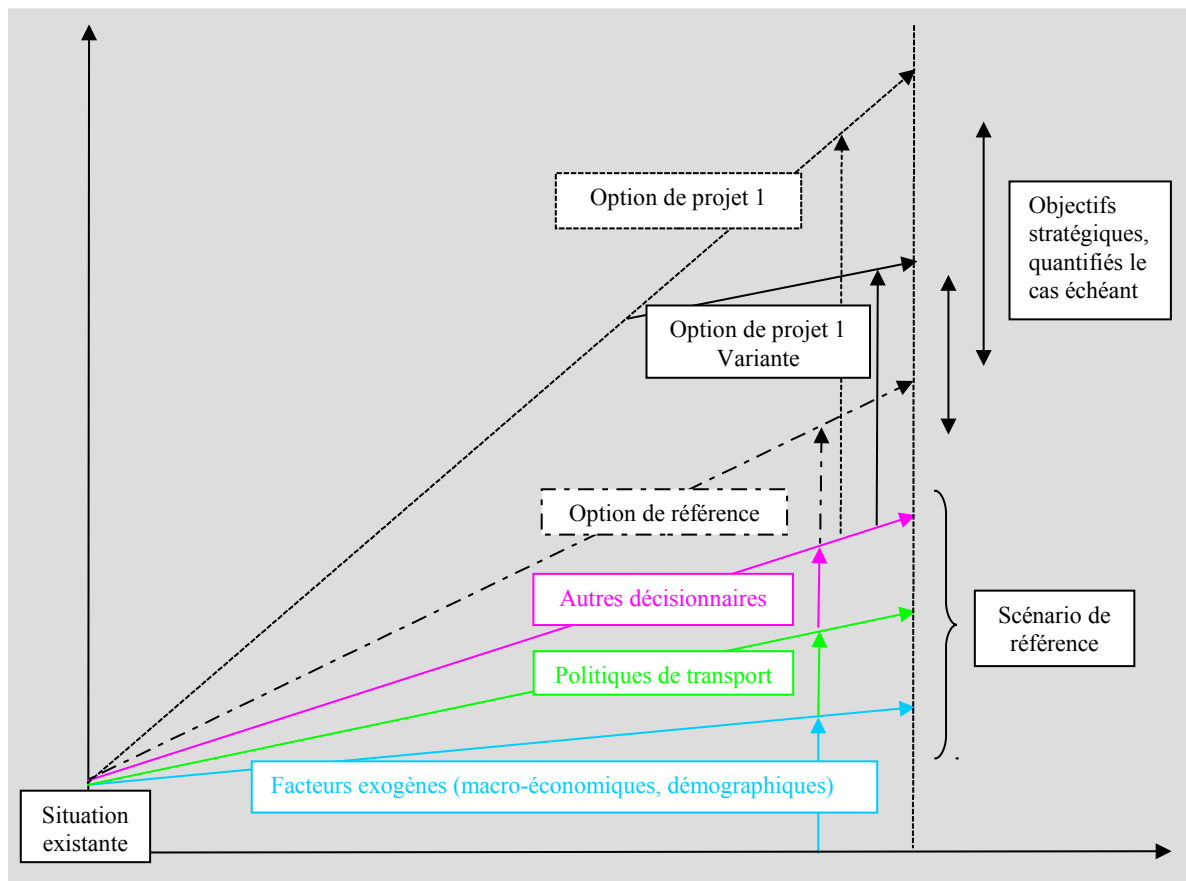 Option de projet 1
Objectifs
stratégiques,
quantifiés le
cas échéant
Option de projet 1
Variante
Option de référence
Autres décisionnaires
Scénario de
référence
Politiques de transport
Facteurs exogènes (macro-économiques, démographiques)
Situation
existante